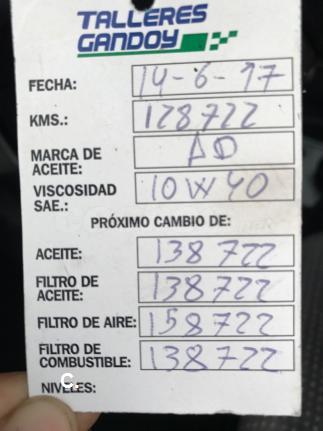 TALLERES
GANDOY
FECHA: 14-6-17
KMS.: 128722
MARCA DE
ACEITE: AD
VISCOSIDAD
SAE.: 10W40
PRÓXIMO CAMBIO DE:
ACEITE: 138722
FILTRO DE
ACEITE: 138722
FILTRO DE AIRE: 158722
FILTRO DE
COMBUSTIBLE: 138722
NIVELES: